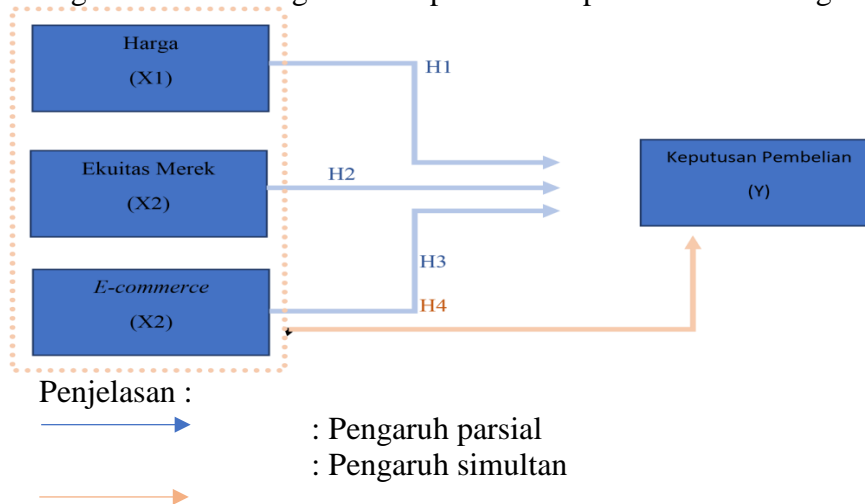 Harga
(X1)
H1
Ekuitas Merek
(X2)
H2
Keputusan Pembelian
(Y)
E-commerce
(X2)
H3
H4
Penjelasan :
: Pengaruh parsial
: Pengaruh simultan